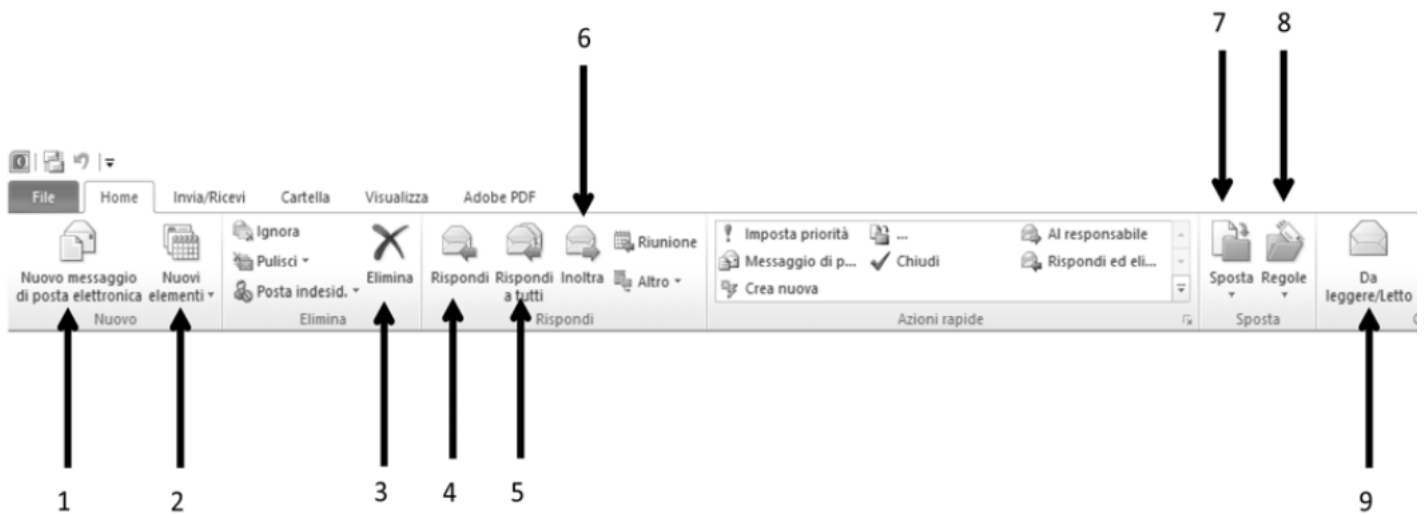 6
7
8
File
Home
Invia/Ricevi
Cartella
Visualizza
Adobe PDF
Nuovo messaggio
di posta elettronica
Nuovi
elementi
Nuovo
Ignora
Pulisci
Posta indesid.
Elimina
Elimina
Rispondi
Rispondi
a tutti
Inoltra
Riunione
Altro
Rispondi
Imposta priorità
Messaggio di p...
Crea nuova
...
Chiudi
Al responsabile
Rispondi ed eli...
Azioni rapide
Sposta
Regole
Sposta
Da
leggere/Letto
1
2
3
4
5
9